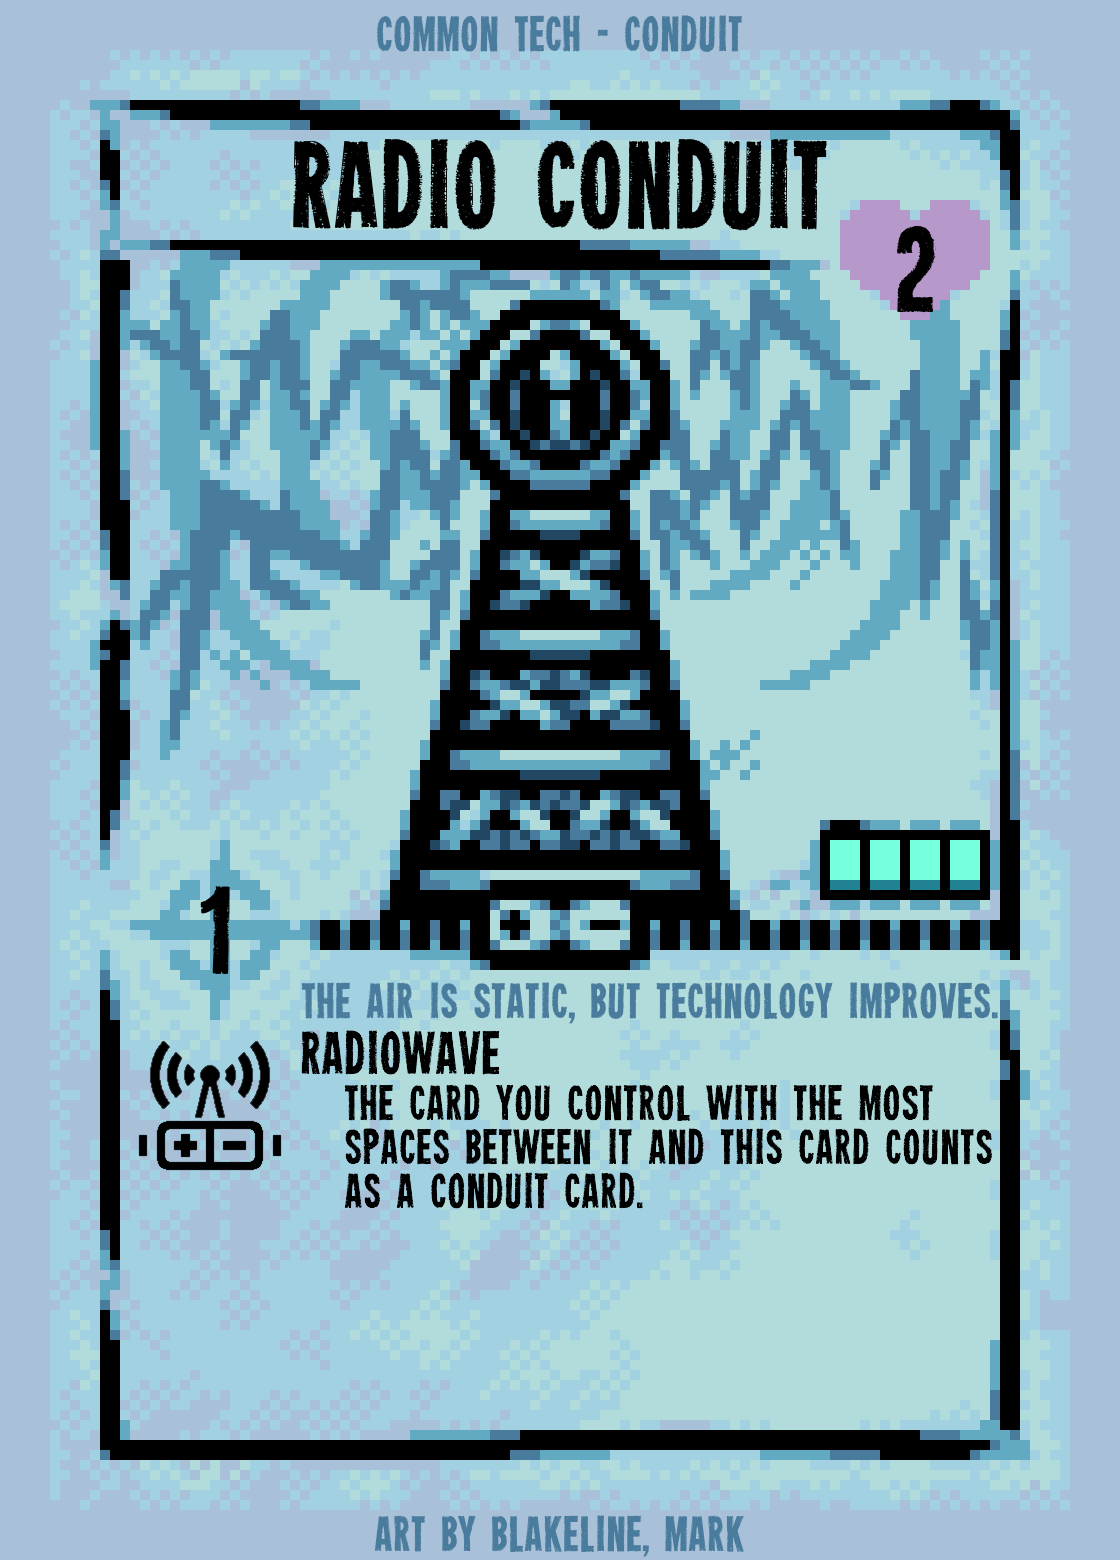 COMMON TECH - CONDUIT
RADIO CONDUIT
2
1
THE AIR IS STATIC, BUT TECHNOLOGY IMPROVES.
RADIOWAVE
THE CARD YOU CONTROL WITH THE MOST
SPACES BETWEEN IT AND THIS CARD COUNTS
AS A CONDUIT CARD.
ART BY BLAKELINE, MARK